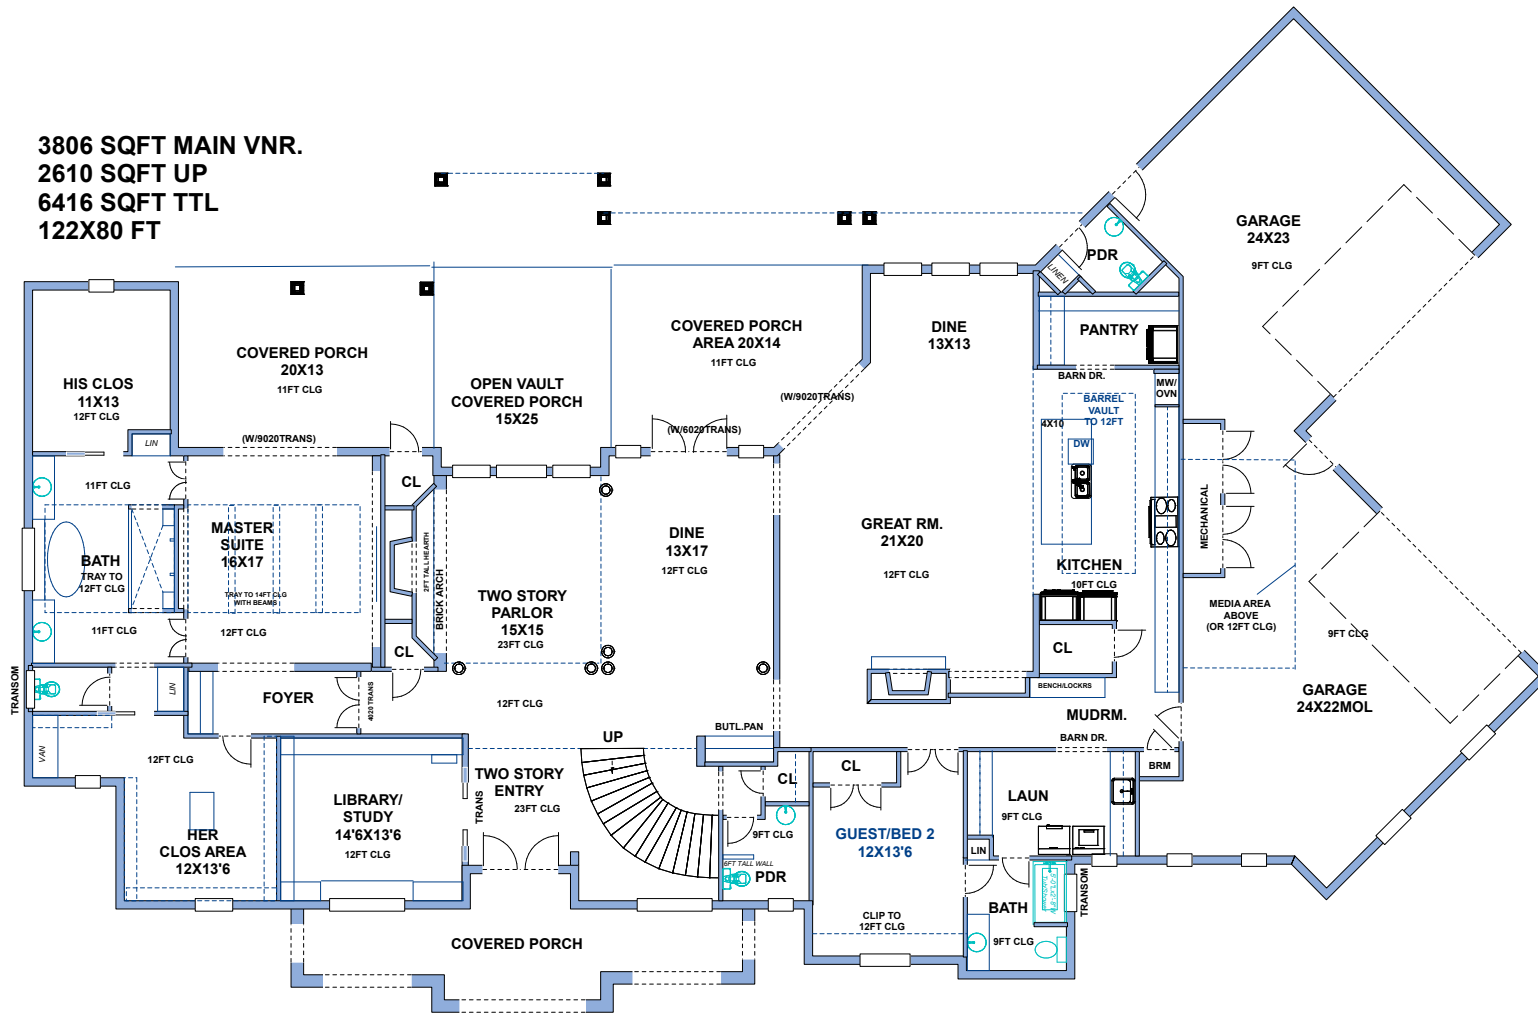 3806 SQFT MAIN VNR.
2610 SQFT UP
6416 SQFT TTL
122X80 FT
GARAGE
24X23
9FT CLG
PDR
LINEN
PANTRY
BARN DR.
MW/
OVN
BARREL
VAULT
TO 12FT
4X10
DW
DINE
13X13
COVERED PORCH
AREA 20X14
11FT CLG
(W/9020TRANS)
(W/6020TRANS)
COVERED PORCH
20X13
11FT CLG
(W/9020TRANS)
OPEN VAULT
COVERED PORCH
15X25
HIS CLOS
11X13
12FT CLG
LIN
11FT CLG
BATH
TRAY TO
12FT CLG
11FT CLG
MASTER
SUITE
16X17
TRAY TO 14FT CLG
WITH BEAMS
12FT CLG
CL
2FT TALL HEARTH
BRICK ARCH
CL
TWO STORY
PARLOR
15X15
23FT CLG
DINE
13X17
12FT CLG
GREAT RM.
21X20
12FT CLG
KITCHEN
10FT CLG
MECHANICAL
MEDIA AREA
ABOVE
(OR 12FT CLG)
9FT CLG
GARAGE
24X22MOL
CL
BENCH/LOCKRS
MUDRM.
BARN DR.
BRM
TRANSOM
LIN
FOYER
4020 TRANS
12FT CLG
VAN
12FT CLG
HER
CLOS AREA
12X13'6
LIBRARY/
STUDY
14'6X13'6
12FT CLG
TRANS
TWO STORY
ENTRY
23FT CLG
UP
BUTL.PAN
CL
9FT CLG
6FT TALL WALL
PDR
CL
GUEST/BED 2
12X13'6
CLIP TO
12FT CLG
LAUN
9FT CLG
LIN
BATH
9FT CLG
TRANSOM
COVERED PORCH